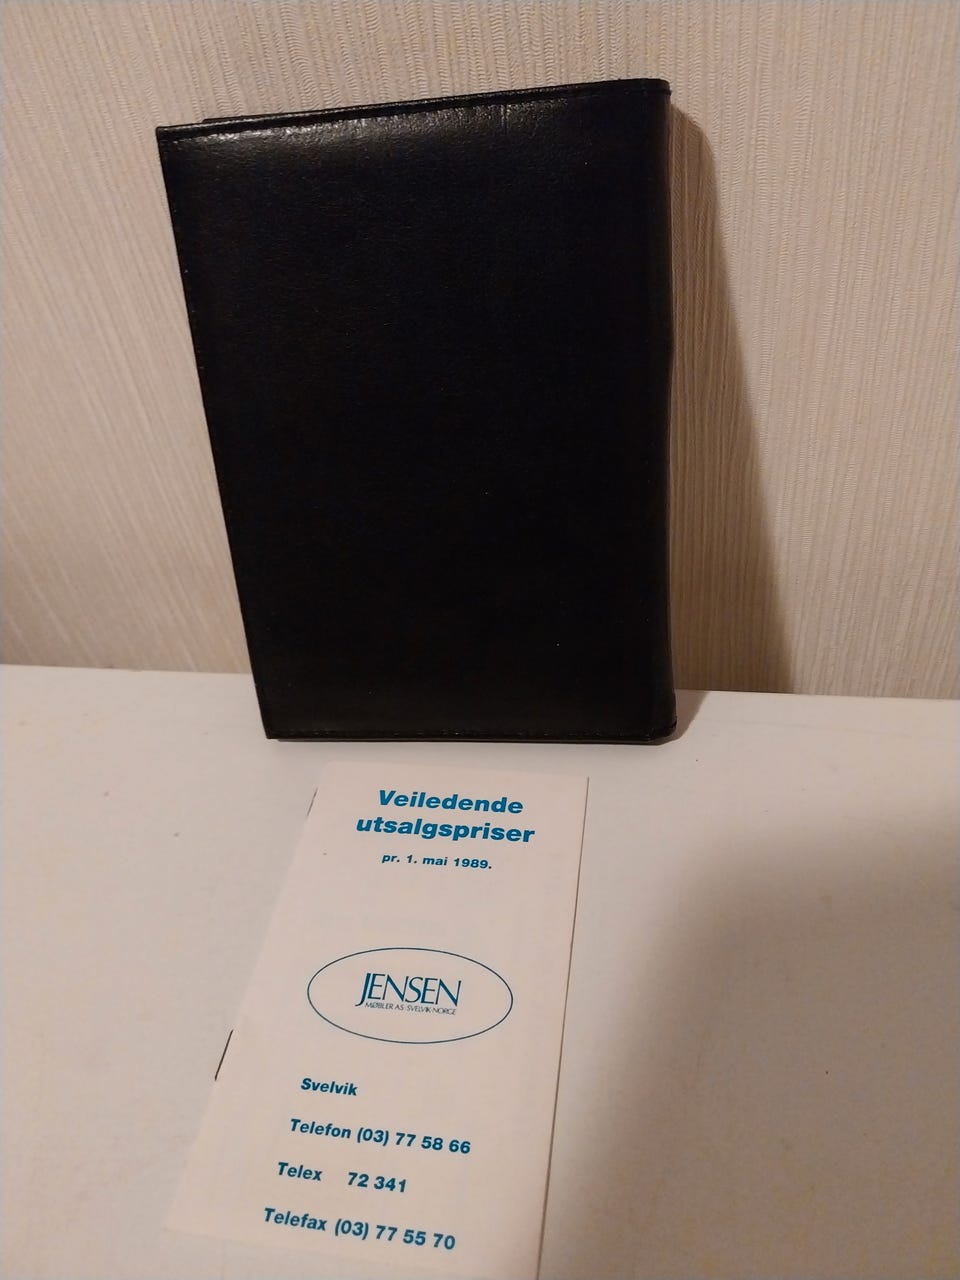 Veiledende
utsalgspriser
pr. 1. mai 1989.
JENSEN
MØBLER AS·SVELVIK·NORGE
Svelvik
Telefon (03) 77 58 66
Telex 72 341
Telefax (03) 77 55 70